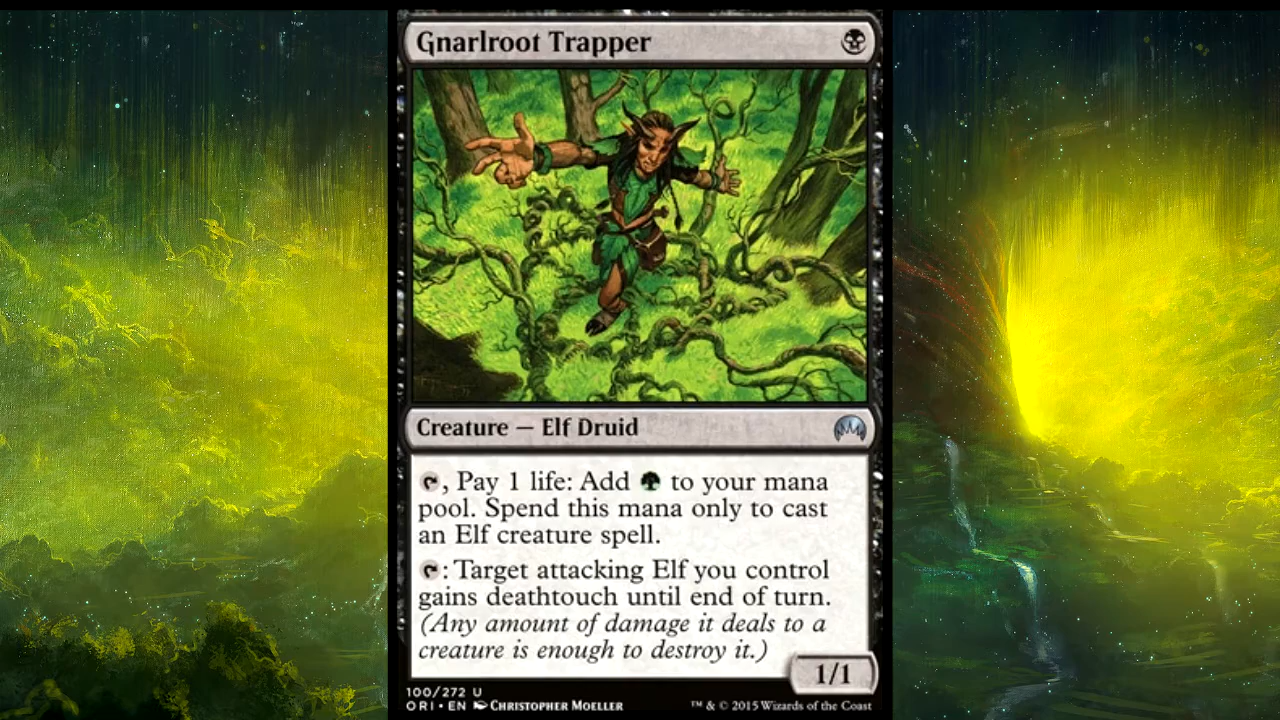 Gnarlroot Trapper
Creature — Elf Druid
, Pay 1 life: Add to your mana
pool. Spend this mana only to cast
an Elf creature spell.
: Target attacking Elf you control
gains deathtouch until end of turn.
(Any amount of damage it deals to a
creature is enough to destroy it.)
1/1
100/272 U
ORI • EN Christopher Moeller
™ & © 2015 Wizards of the Coast